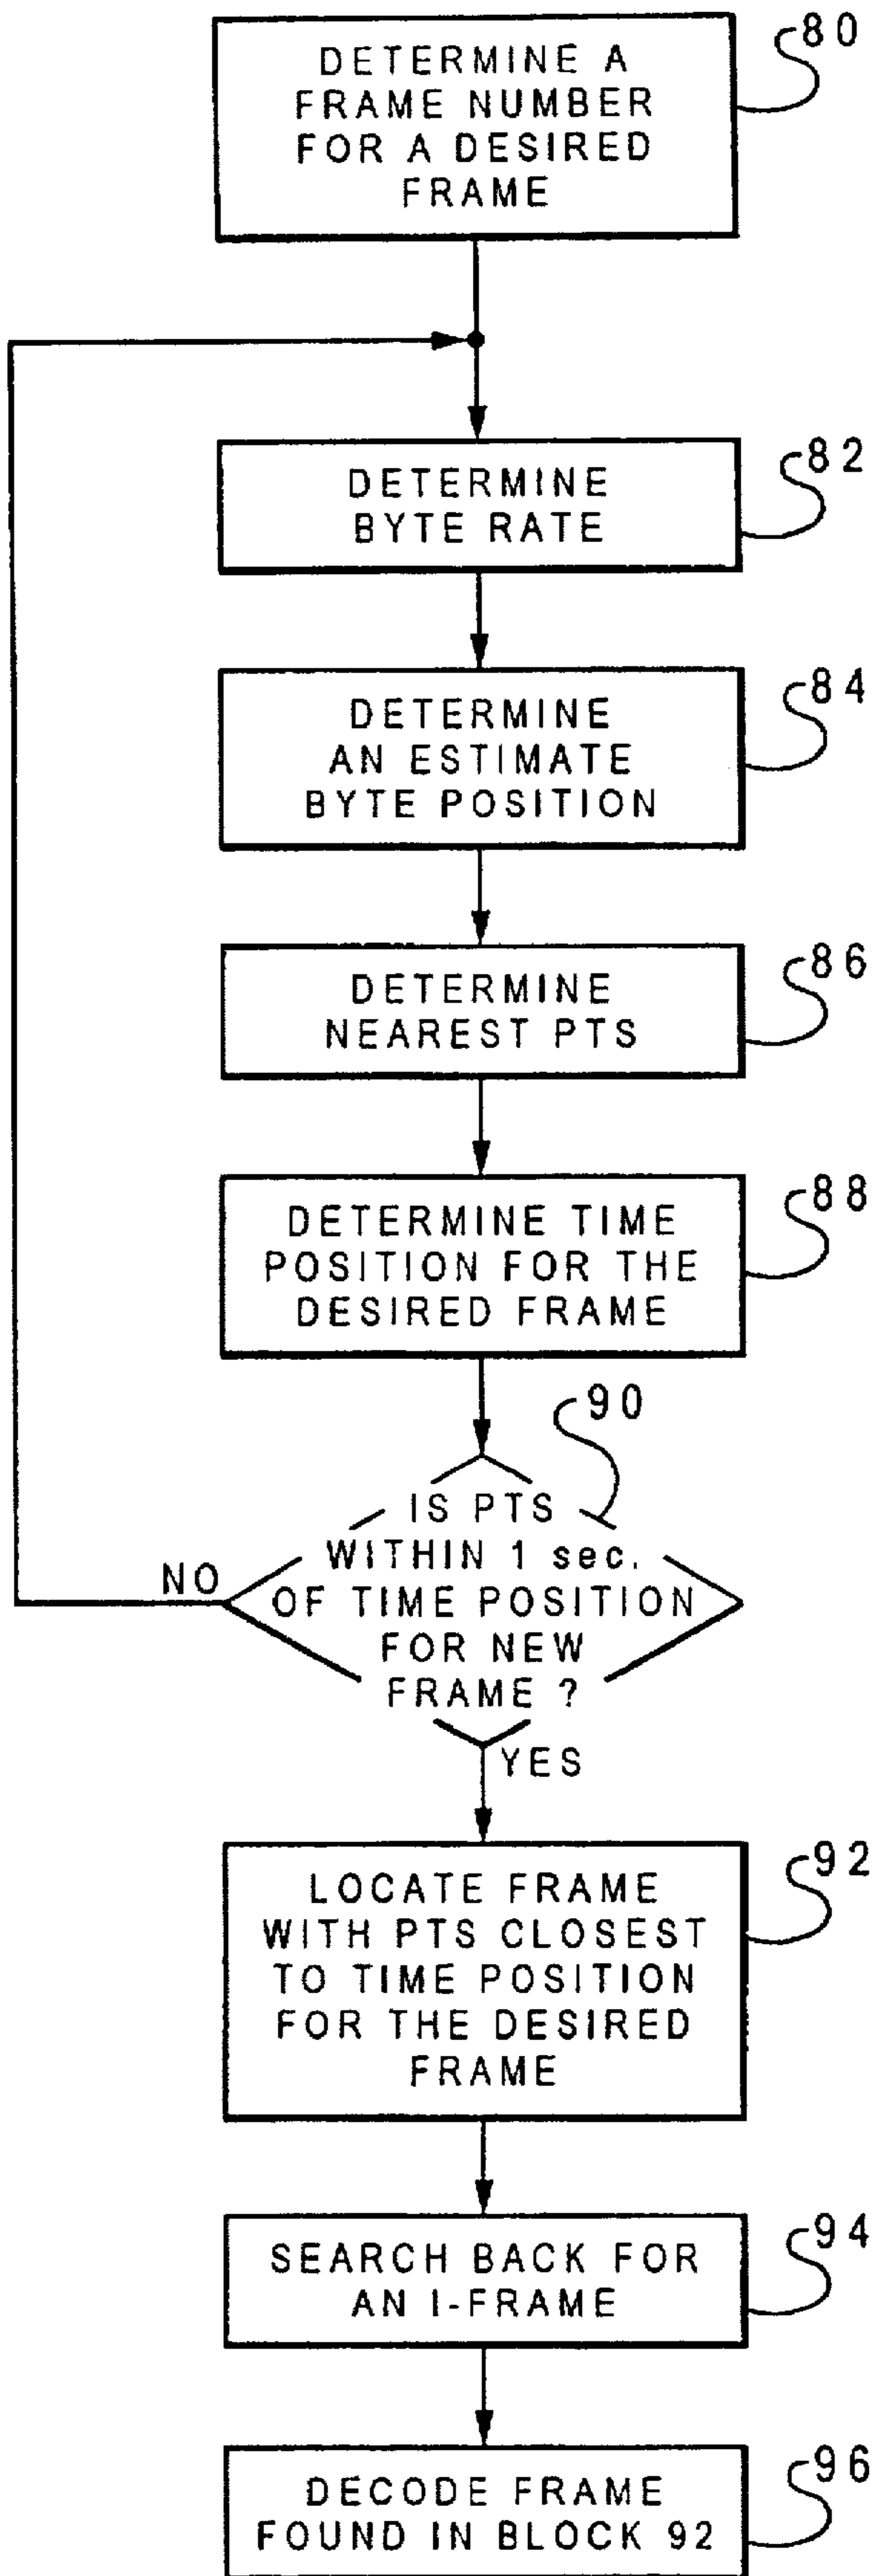 80
DETERMINE A
FRAME NUMBER
FOR A DESIRED
FRAME
82
DETERMINE
BYTE RATE
84
DETERMINE
AN ESTIMATE
BYTE POSITION
86
DETERMINE
NEAREST PTS
88
DETERMINE TIME
POSITION FOR THE
DESIRED FRAME
90
IS PTS
WITHIN 1 sec.
OF TIME POSITION
FOR NEW
FRAME ?
NO
YES
92
LOCATE FRAME
WITH PTS CLOSEST
TO TIME POSITION
FOR THE DESIRED
FRAME
94
SEARCH BACK FOR
AN I-FRAME
96
DECODE FRAME
FOUND IN BLOCK 92